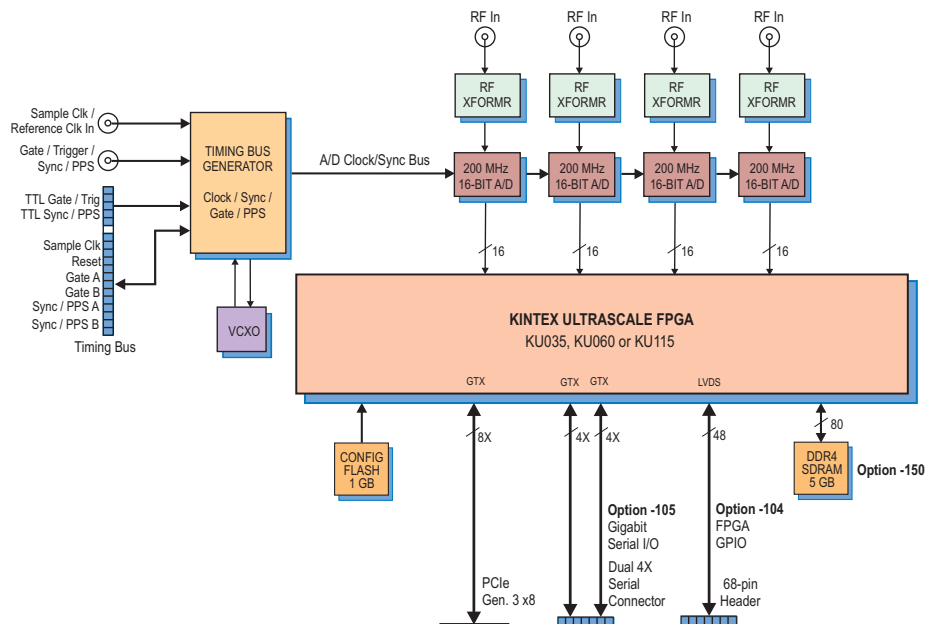 RF In
RF In
RF In
RF In
RF
XFORMR
RF
XFORMR
RF
XFORMR
RF
XFORMR
Sample Clk /
Reference Clk In
Gate / Trigger /
Sync / PPS
TTL Gate / Trig
TTL Sync / PPS
Sample Clk
Reset
Gate A
Gate B
Sync / PPS A
Sync / PPS B
Timing Bus
TIMING BUS
GENERATOR
Clock / Sync /
Gate / PPS
VCXO
A/D Clock/Sync Bus
200 MHz
16-BIT A/D
200 MHz
16-BIT A/D
200 MHz
16-BIT A/D
200 MHz
16-BIT A/D
16
16
16
16
KINTEX ULTRASCALE FPGA
KU035, KU060 or KU115
GTX
GTX
GTX
LVDS
8X
4X
4X
48
80
CONFIG
FLASH
1 GB
DDR4
SDRAM
5 GB
Option -150
PCIe
Gen. 3 x8
Option -105
Gigabit
Serial I/O
Dual 4X
Serial
Connector
Option -104
FPGA
GPIO
68-pin
Header